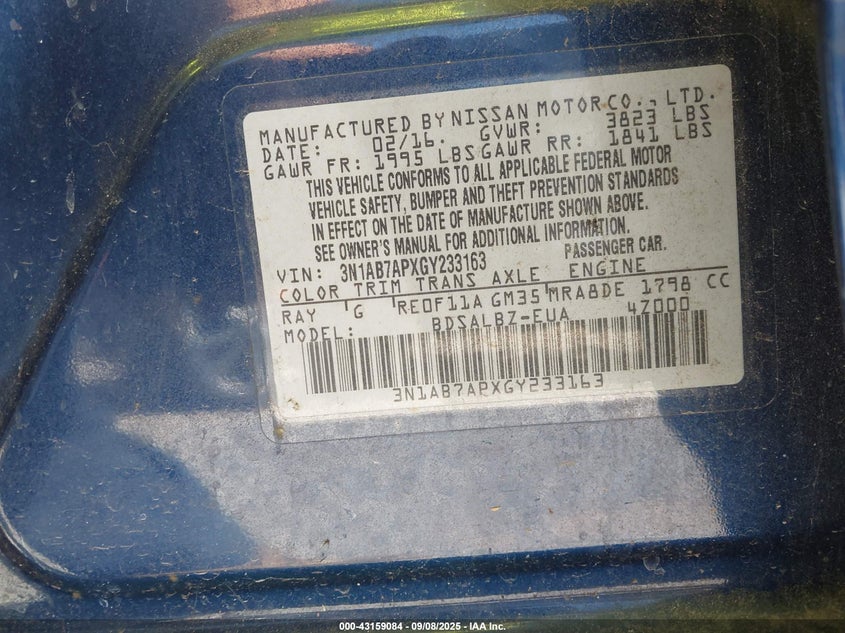 MANUFACTURED BY NISSAN MOTOR CO., LTD.
DATE: 02/16. GVWR: 3823 LBS
GAWR FR: 1995 LBS GAWR RR: 1841 LBS
THIS VEHICLE CONFORMS TO ALL APPLICABLE FEDERAL MOTOR
VEHICLE SAFETY, BUMPER AND THEFT PREVENTION STANDARDS
IN EFFECT ON THE DATE OF MANUFACTURE SHOWN ABOVE.
SEE OWNER'S MANUAL FOR ADDITIONAL INFORMATION.
VIN: 3N1AB7APXGY233163 PASSENGER CAR.
COLOR TRIM TRANS AXLE ENGINE
RAY G RE0F11A GM35 MRA8DE 1798 CC
MODEL: BDSALBZ-EUA 4Z000
3N1AB7APXGY233163
000-43159084 - 09/08/2025 - IAA Inc.